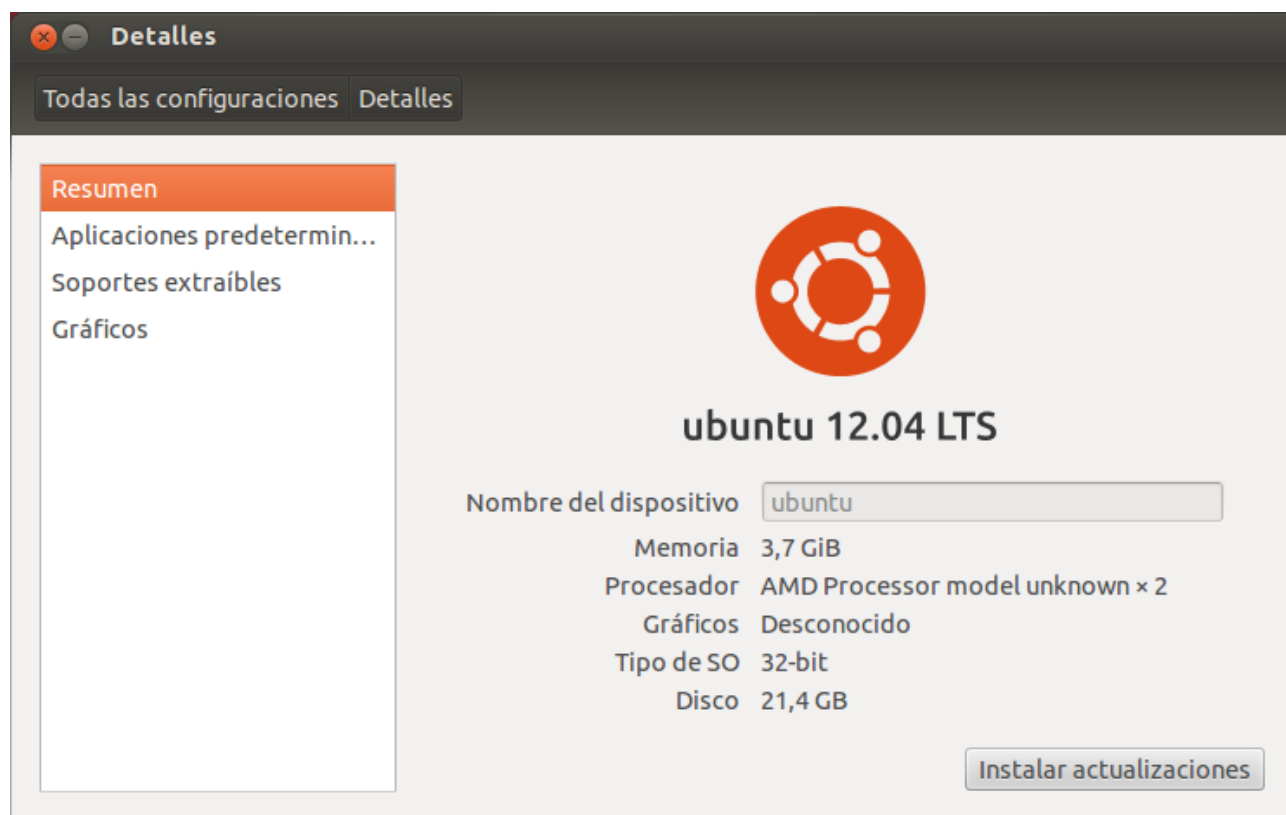 Detalles
Todas las configuraciones Detalles
Resumen
Aplicaciones predetermin...
Soportes extraíbles
Gráficos
ubuntu 12.04 LTS
Nombre del dispositivo ubuntu
Memoria 3,7 GiB
Procesador AMD Processor model unknown × 2
Gráficos Desconocido
Tipo de SO 32-bit
Disco 21,4 GB
Instalar actualizaciones